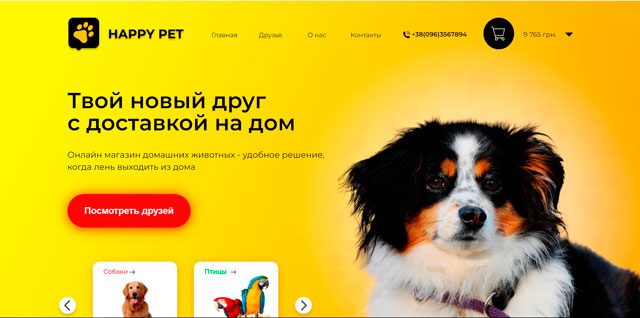 HAPPY PET
Главная
Друзья
О нас
Контакты
+38(096)3567894
9 765 грн.
Твой новый друг
с доставкой на дом
Онлайн магазин домашних животных - удобное решение,
когда лень выходить из дома
Посмотреть друзей
Собаки →
Птицы →